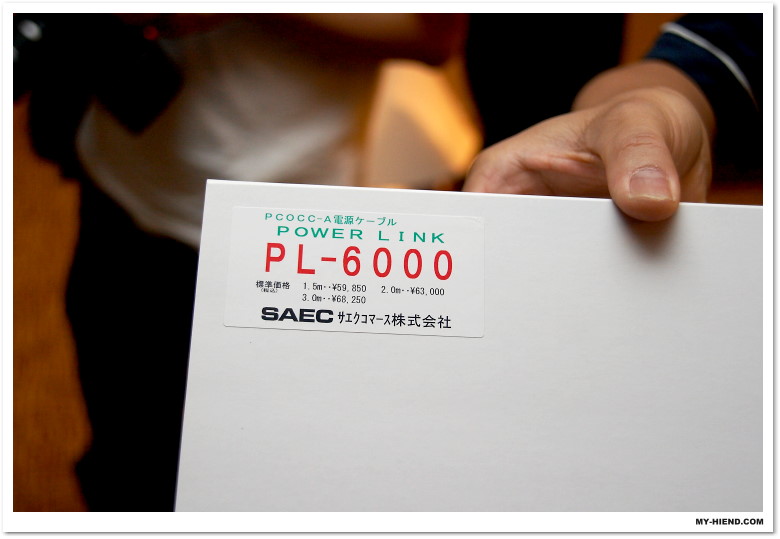 PCOCC-A電源ケーブル
POWER LINK
PL-6000
標準価格 1.5m‥¥59,850 2.0m‥¥63,000
(税込) 3.0m‥¥68,250
SAEC サエクコマース株式会社
MY-HIEND.COM